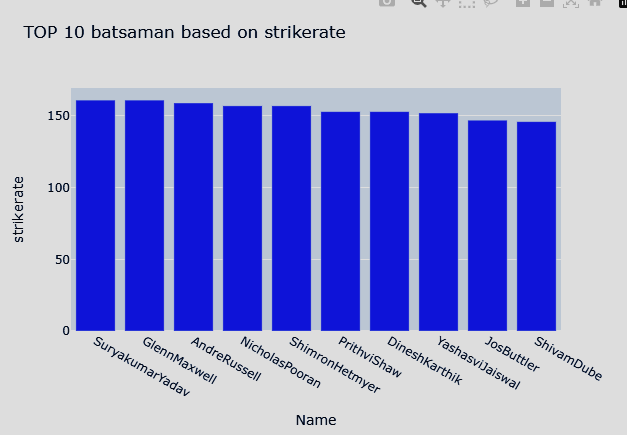 TOP 10 batsaman based on strikerate
strikerate
150
100
50
0
SuryakumarYadav
GlennMaxwell
AndreRussell
NicholasPooran
ShimronHetmyer
PrithviShaw
DineshKarthik
YashasviJaiswal
JosButtler
ShivamDube
Name